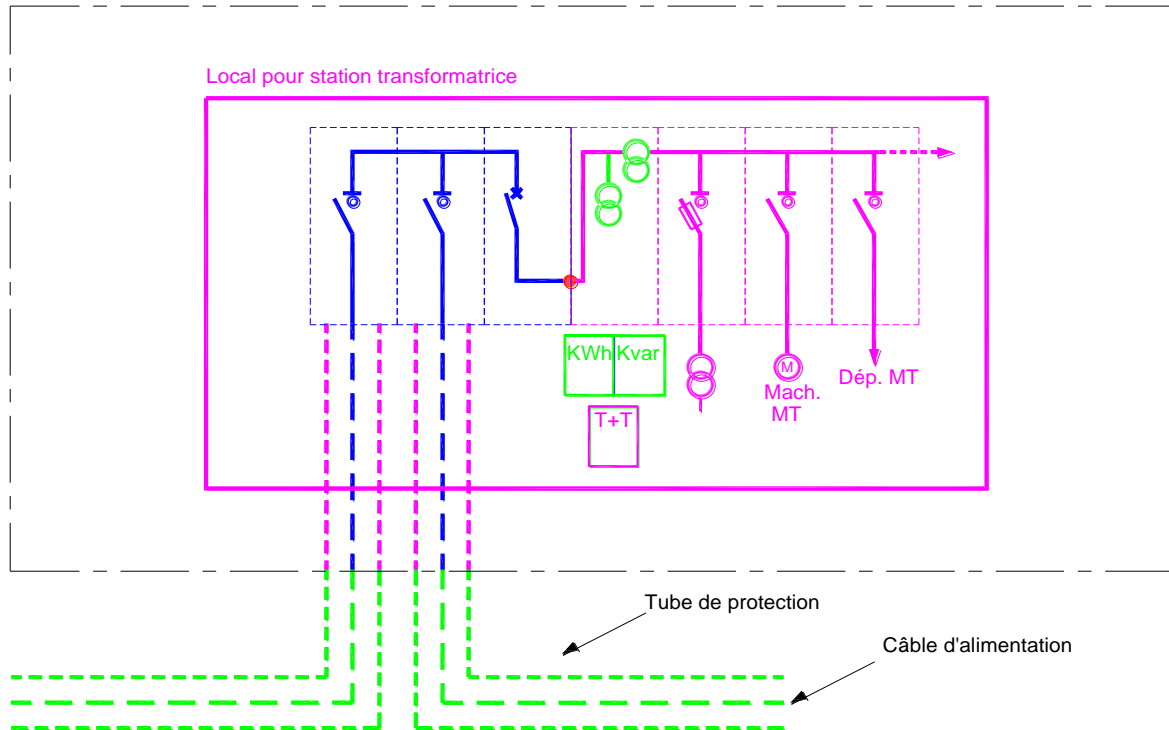 Local pour station transformatrice
KWh Kvar
T+T
M
Mach.
MT
Dép. MT
Tube de protection
Câble d'alimentation